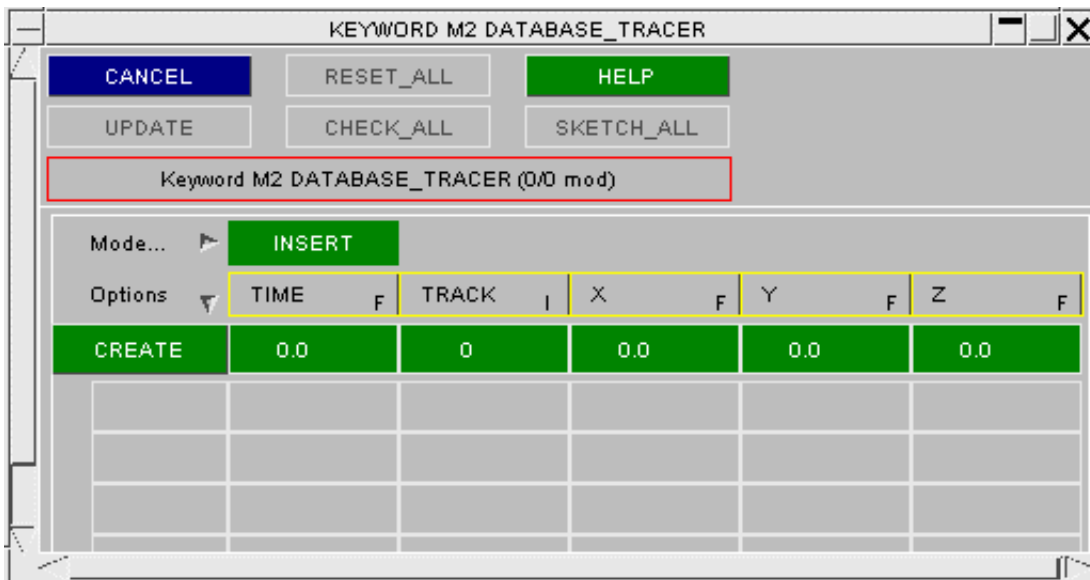 KEYWORD M2 DATABASE_TRACER
CANCEL RESET_ALL HELP
UPDATE CHECK_ALL SKETCH_ALL
Keyword M2 DATABASE_TRACER (0/0 mod)
Mode... INSERT
Options TIME F TRACK I X F Y F Z F
CREATE 0.0 0 0.0 0.0 0.0